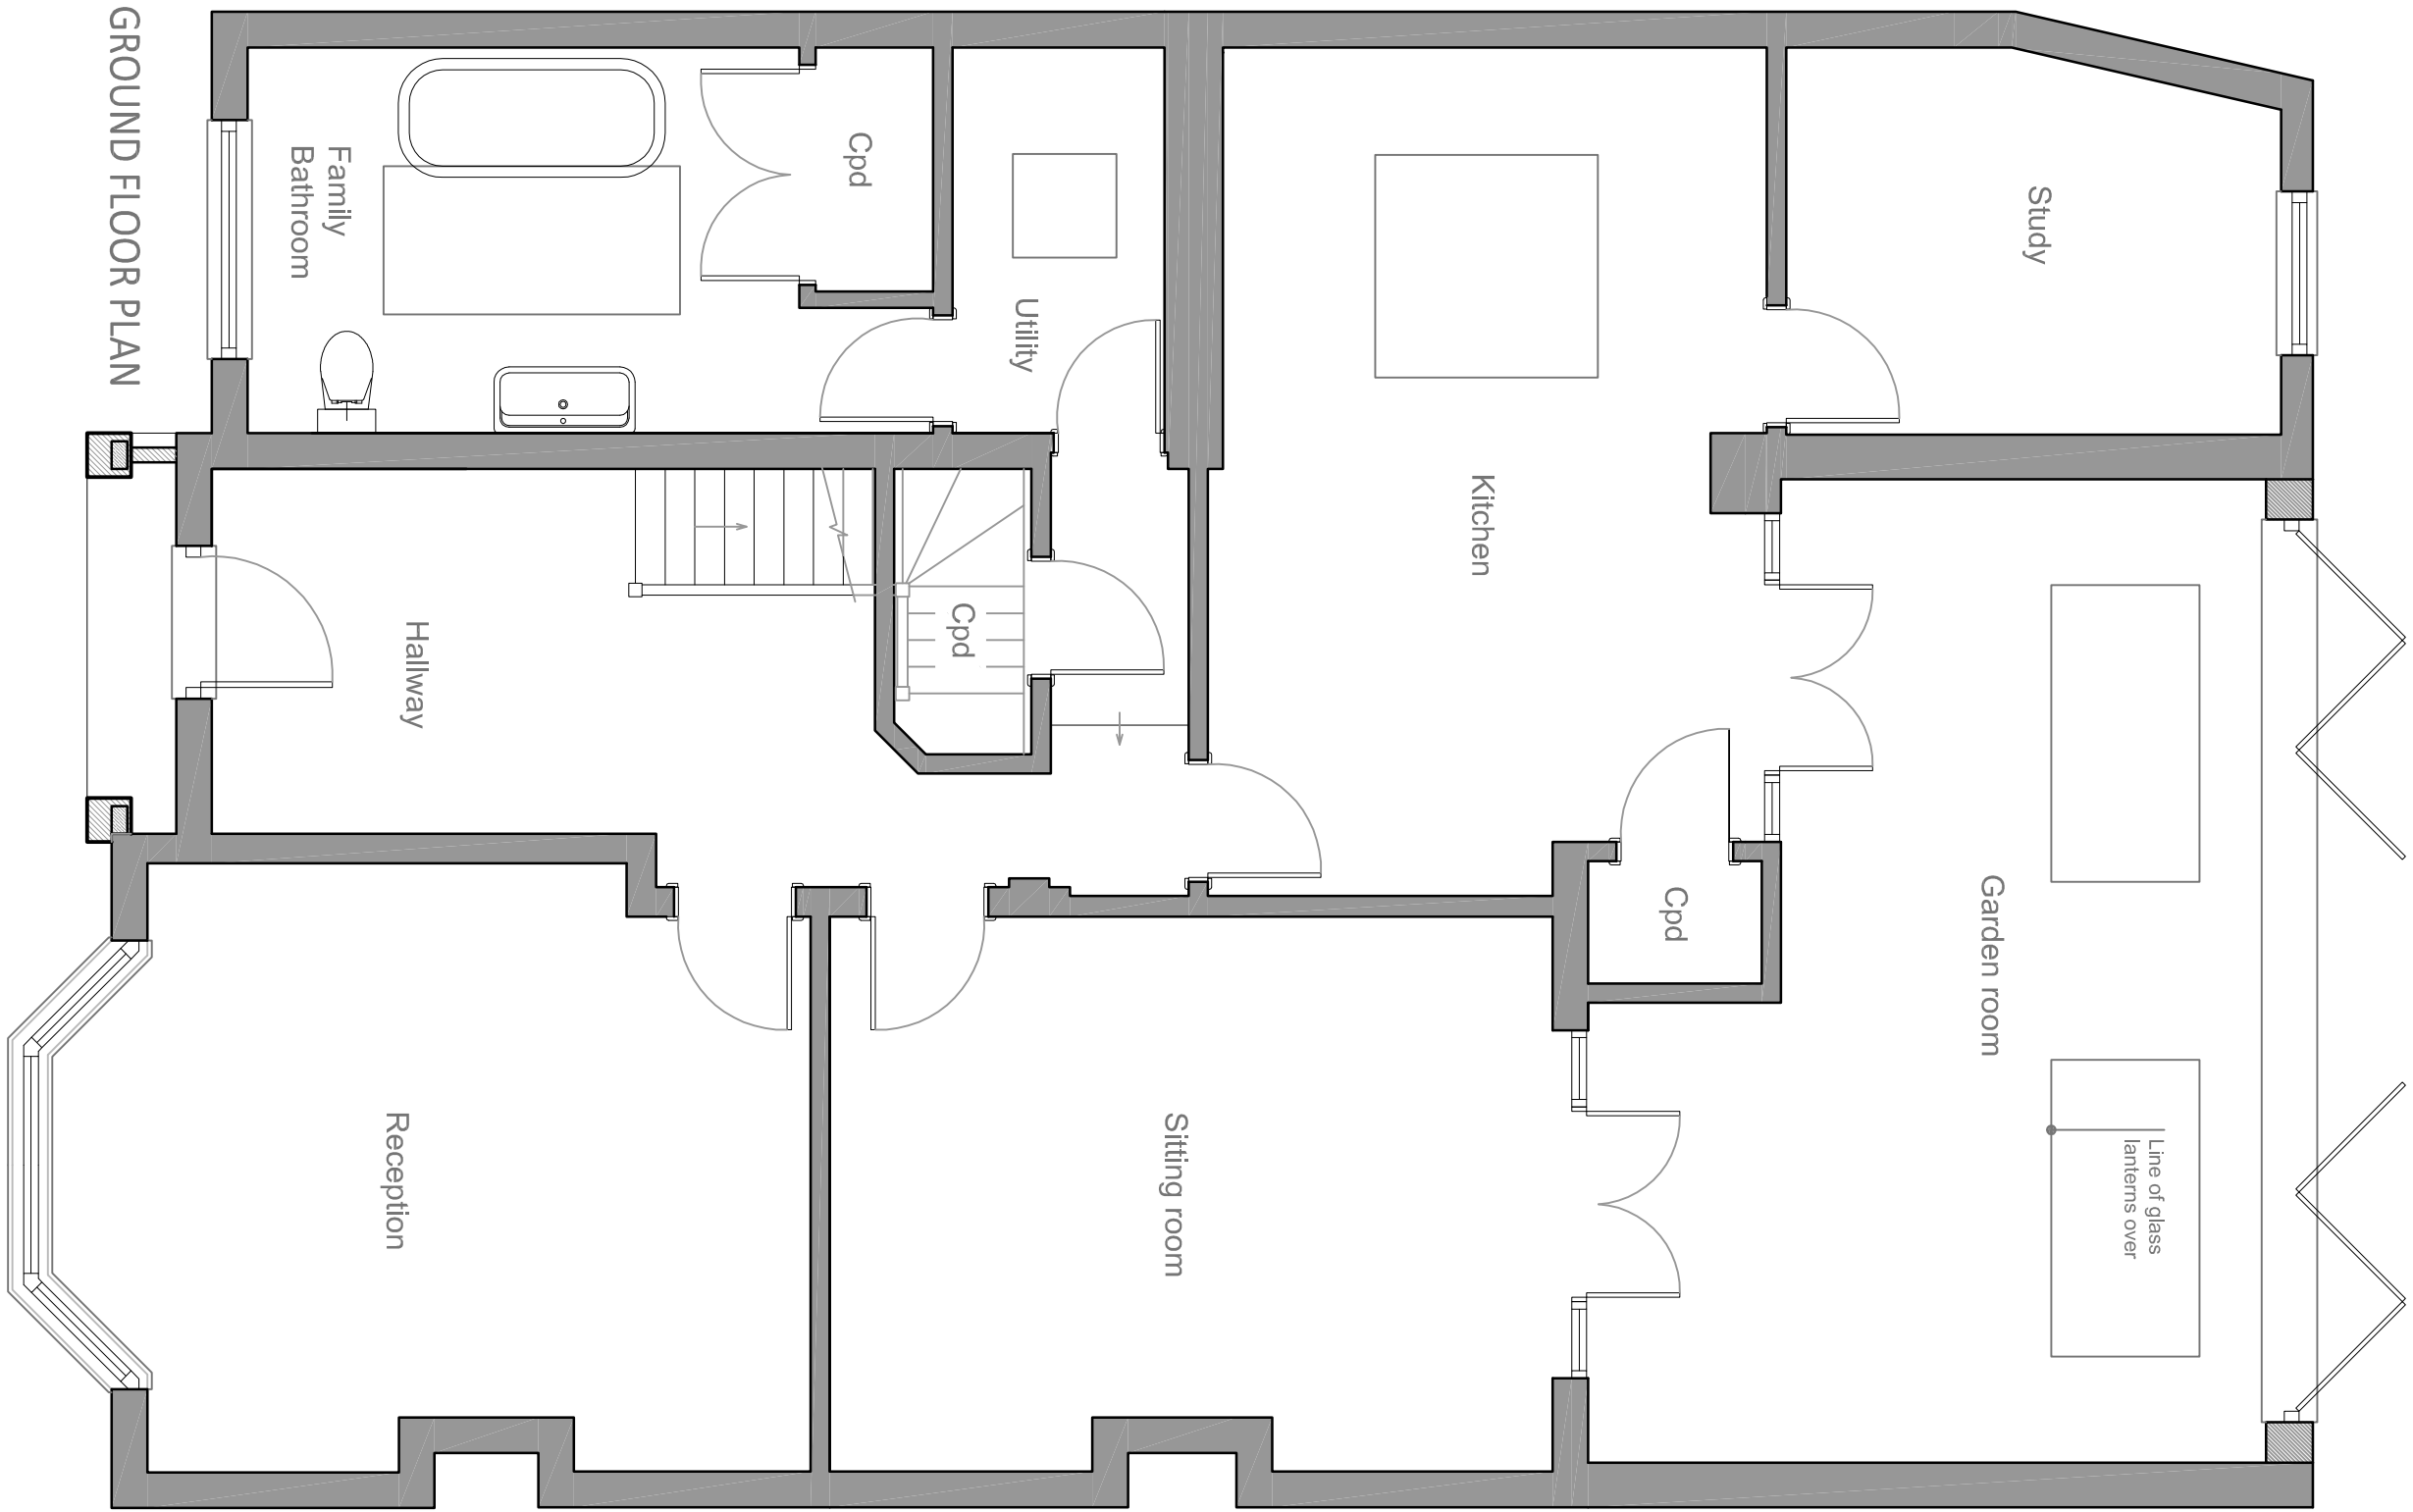 Line of glass
lanterns over
Study
Garden room
Cpd
Kitchen
Sitting room
Utility
Cpd
Cpd
Hallway
Reception
Family
Bathroom
GROUND FLOOR PLAN